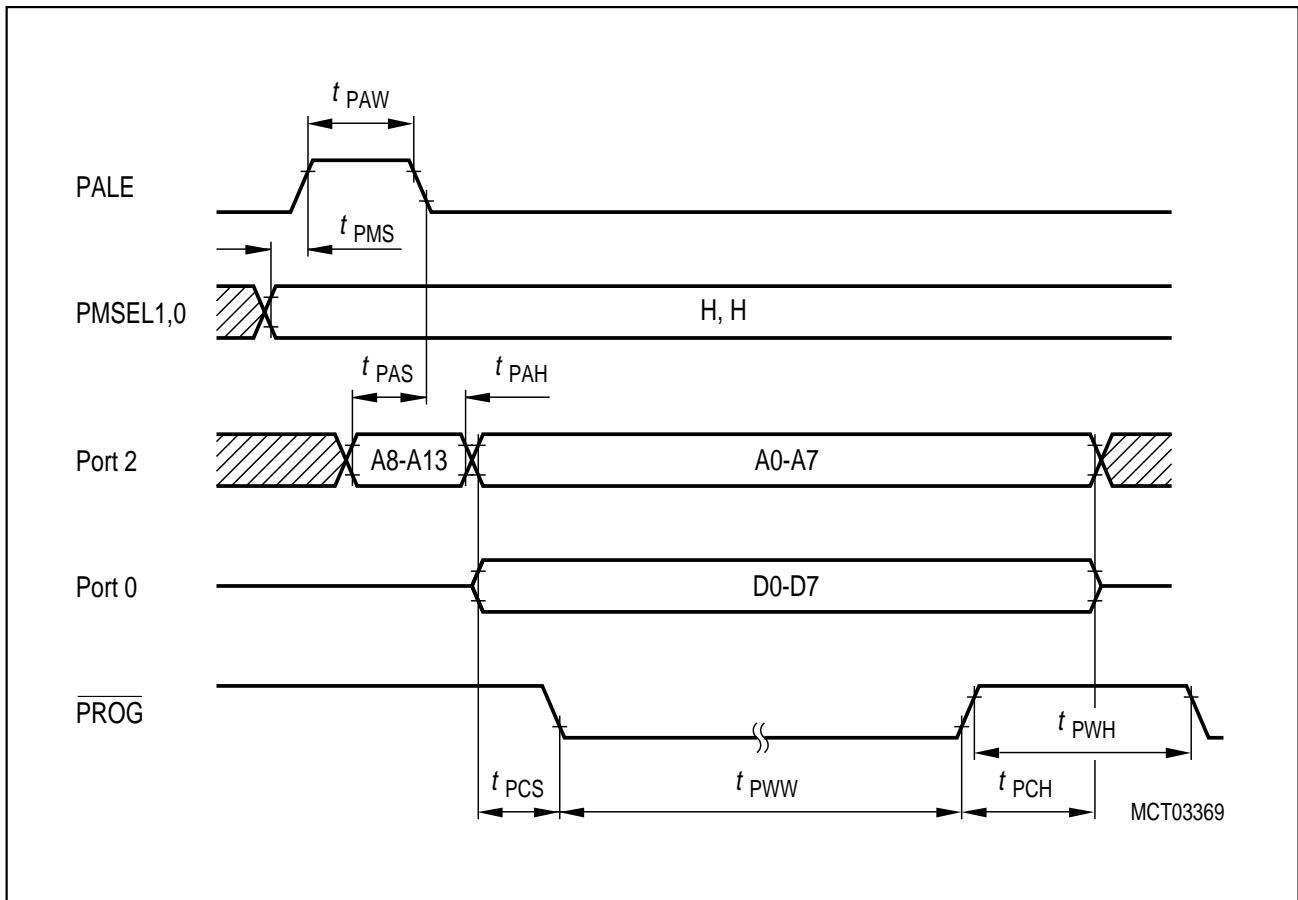 t PAW
PALE
t PMS
PMSEL1,0
H, H
t PAS
t PAH
Port 2
A8-A13
A0-A7
Port 0
D0-D7
PROG
t PWH
t PCS
t PWW
t PCH
MCT03369